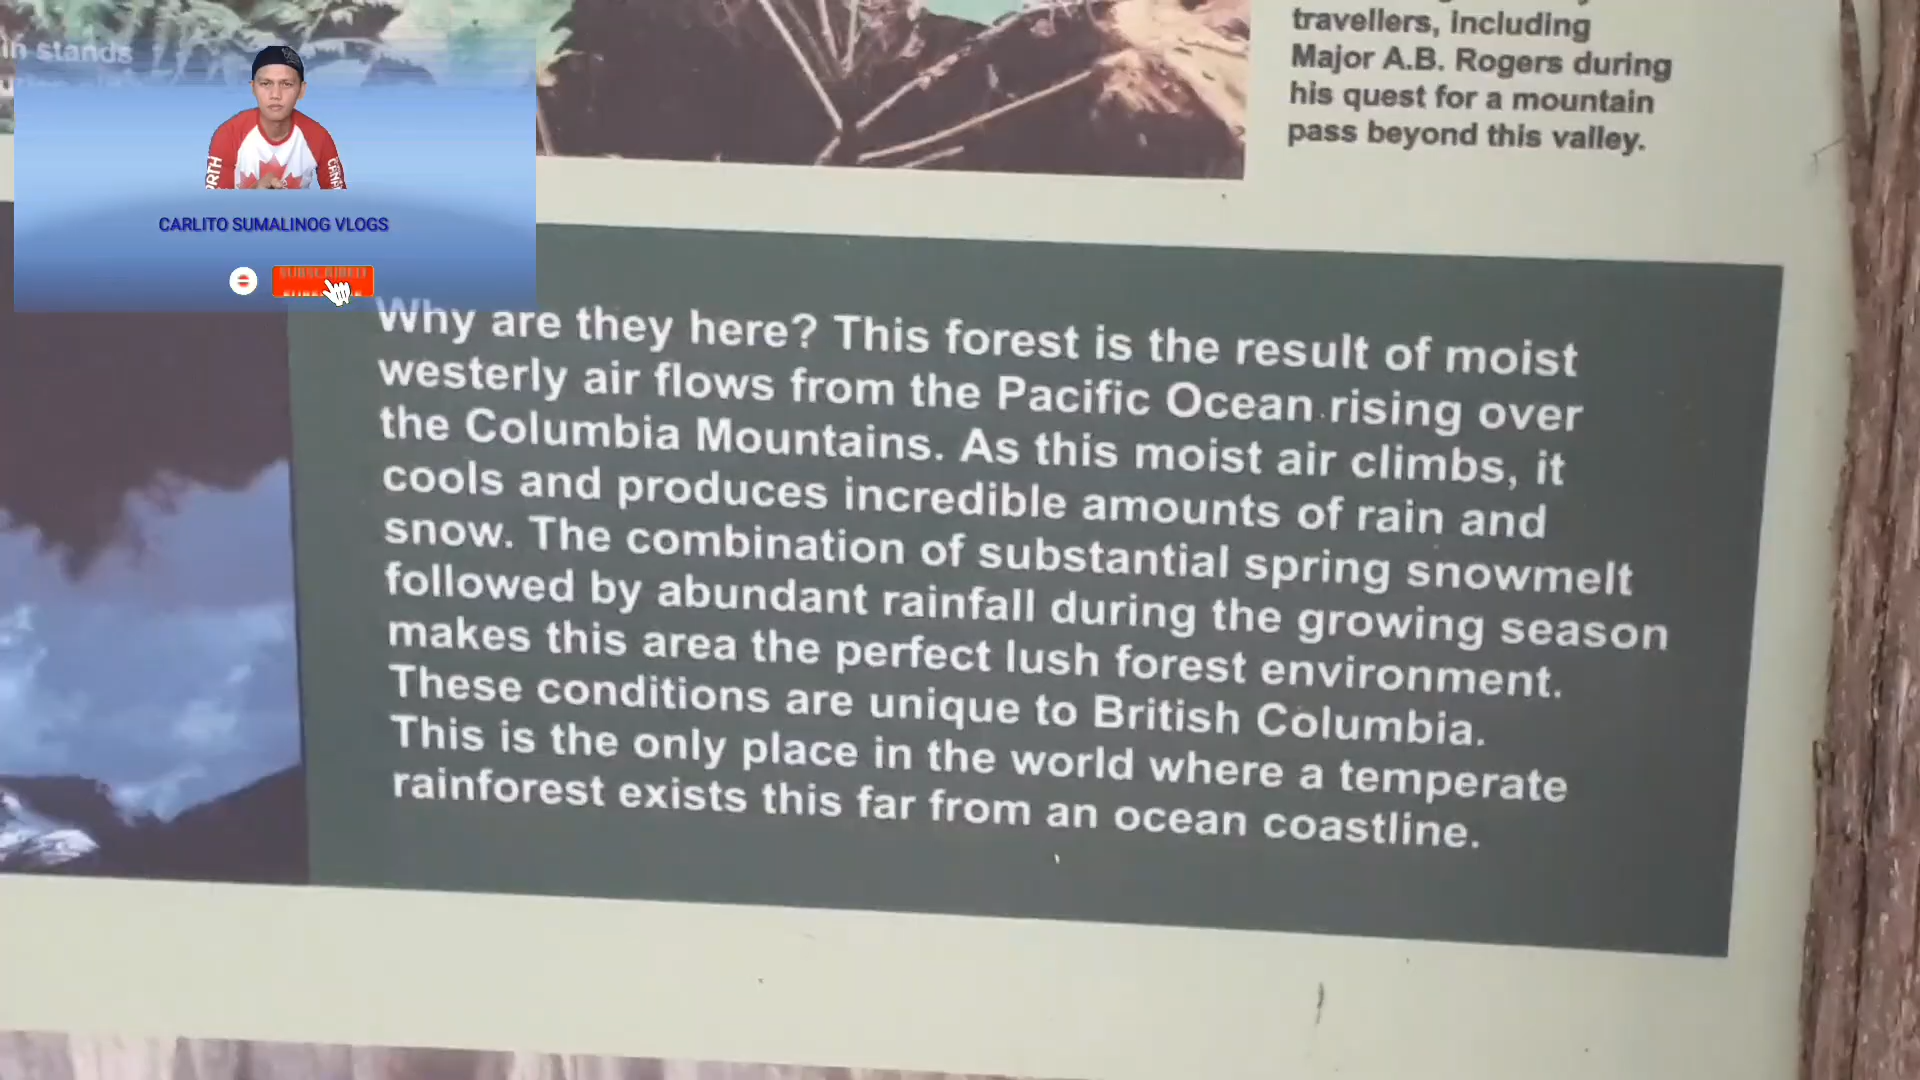 in stands
travellers, including
Major A.B. Rogers during
his quest for a mountain
pass beyond this valley.
CARLITO SUMALINOG VLOGS
Why are they here? This forest is the result of moist
westerly air flows from the Pacific Ocean rising over
the Columbia Mountains. As this moist air climbs, it
cools and produces incredible amounts of rain and
snow. The combination of substantial spring snowmelt
followed by abundant rainfall during the growing season
makes this area the perfect lush forest environment.
These conditions are unique to British Columbia.
This is the only place in the world where a temperate
rainforest exists this far from an ocean coastline.